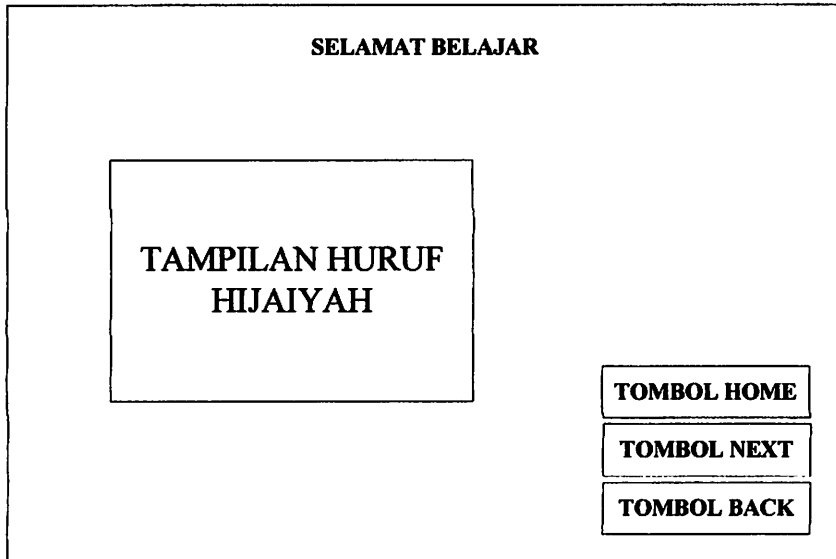 SELAMAT BELAJAR
TAMPILAN HURUF
HIJAIYAH
TOMBOL HOME
TOMBOL NEXT
TOMBOL BACK